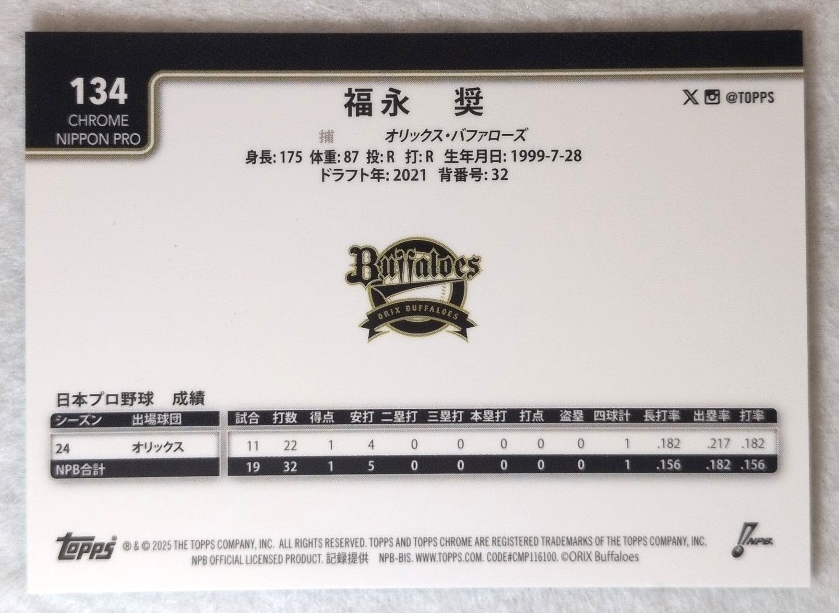 134
CHROME
NIPPON PRO
福永 奨
@TOPPS
捕 オリックス・バファローズ
身長: 175 体重: 87 投: R 打: R 生年月日: 1999-7-28
ドラフト年: 2021 背番号: 32
Buffaloes
ORIX BUFFALOES
日本プロ野球 成績
シーズン 出場球団 試合 打数 得点 安打 二塁打 三塁打 本塁打 打点 盗塁 四球計 長打率 出塁率 打率
24 オリックス 11 22 1 4 0 0 0 0 0 1 .182 .217 .182
NPB合計 19 32 1 5 0 0 0 0 0 1 .156 .182 .156
Topps ® & © 2025 THE TOPPS COMPANY, INC. ALL RIGHTS RESERVED. TOPPS AND TOPPS CHROME ARE REGISTERED TRADEMARKS OF THE TOPPS COMPANY, INC.
NPB OFFICIAL LICENSED PRODUCT. 記録提供 NPB-BIS. WWW.TOPPS.COM. CODE#CMP116100. ©ORIX Buffaloes
NPB